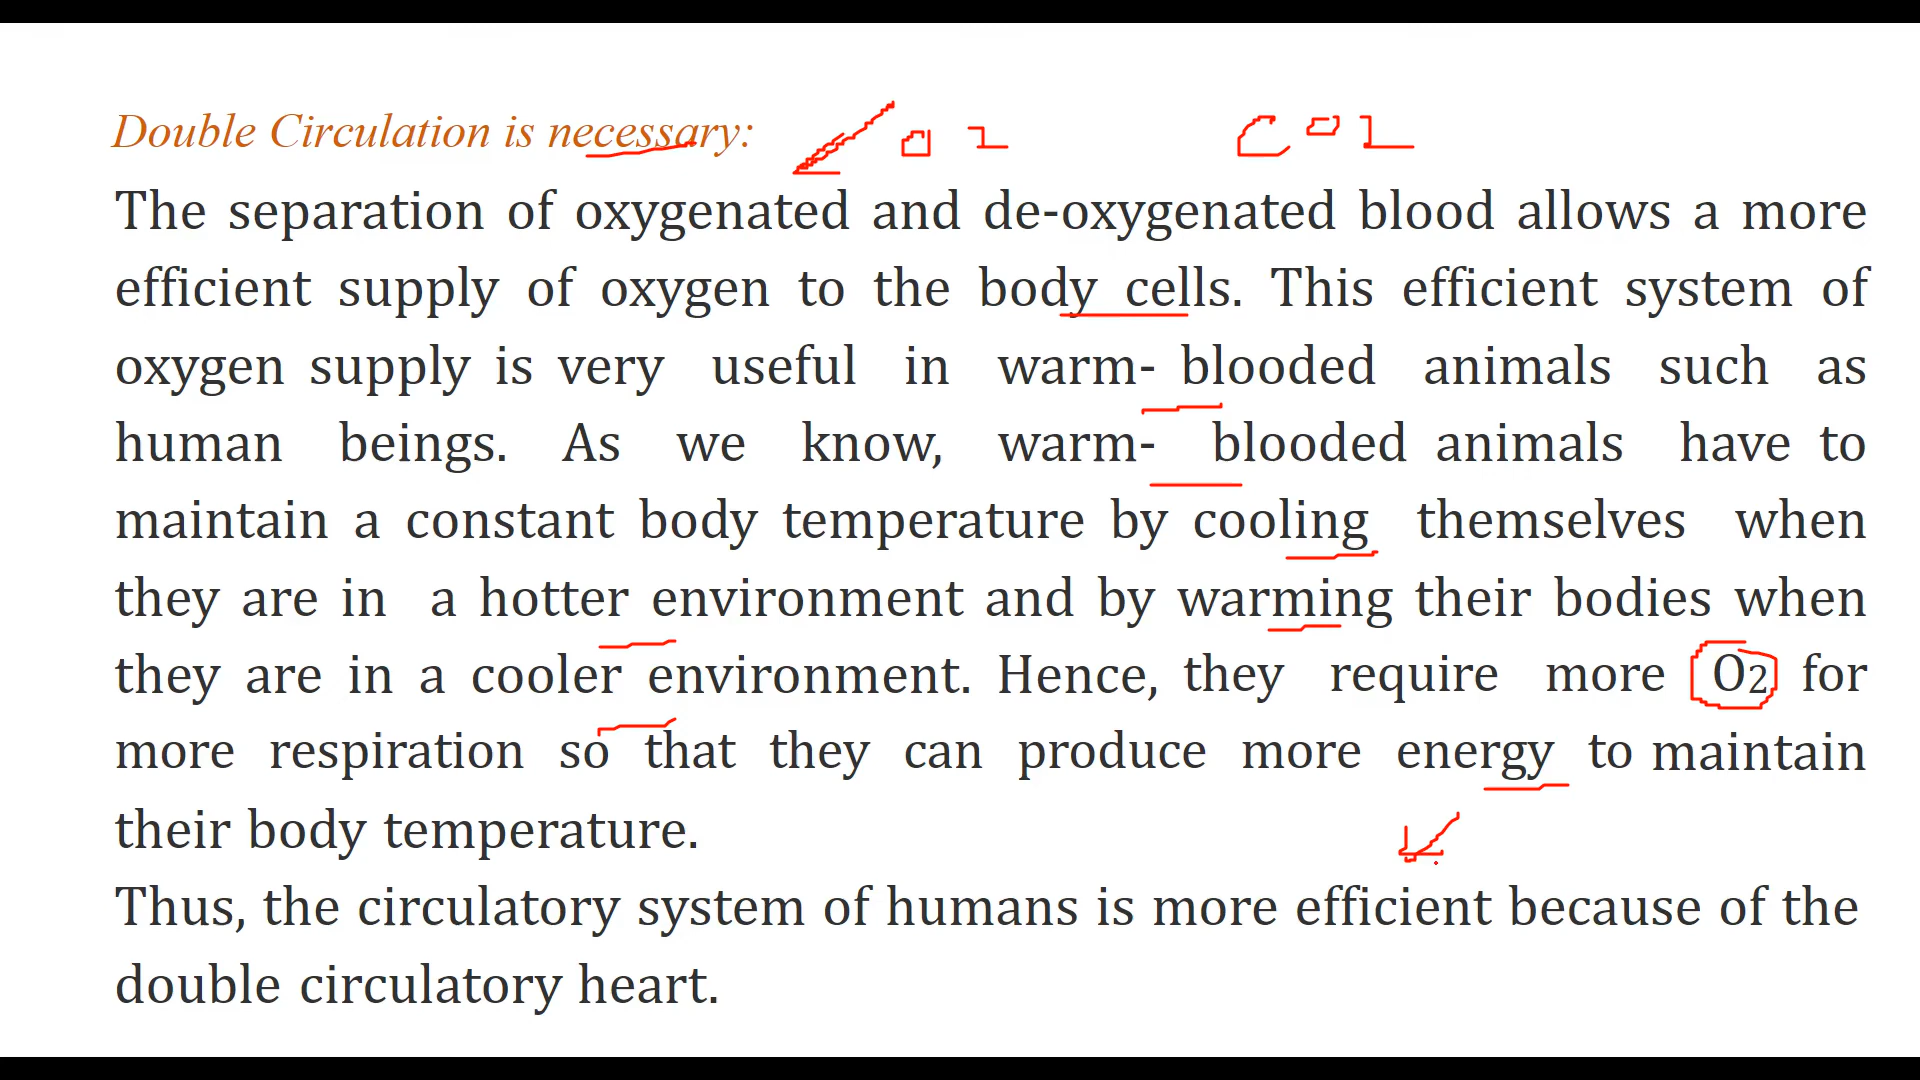 Double Circulation is necessary: O2 CO2
The separation of oxygenated and de-oxygenated blood allows a more
efficient supply of oxygen to the body cells. This efficient system of
oxygen supply is very useful in warm- blooded animals such as
human beings. As we know, warm- blooded animals have to
maintain a constant body temperature by cooling themselves when
they are in a hotter environment and by warming their bodies when
they are in a cooler environment. Hence, they require more O2 for
more respiration so that they can produce more energy to maintain
their body temperature.
Thus, the circulatory system of humans is more efficient because of the
double circulatory heart.